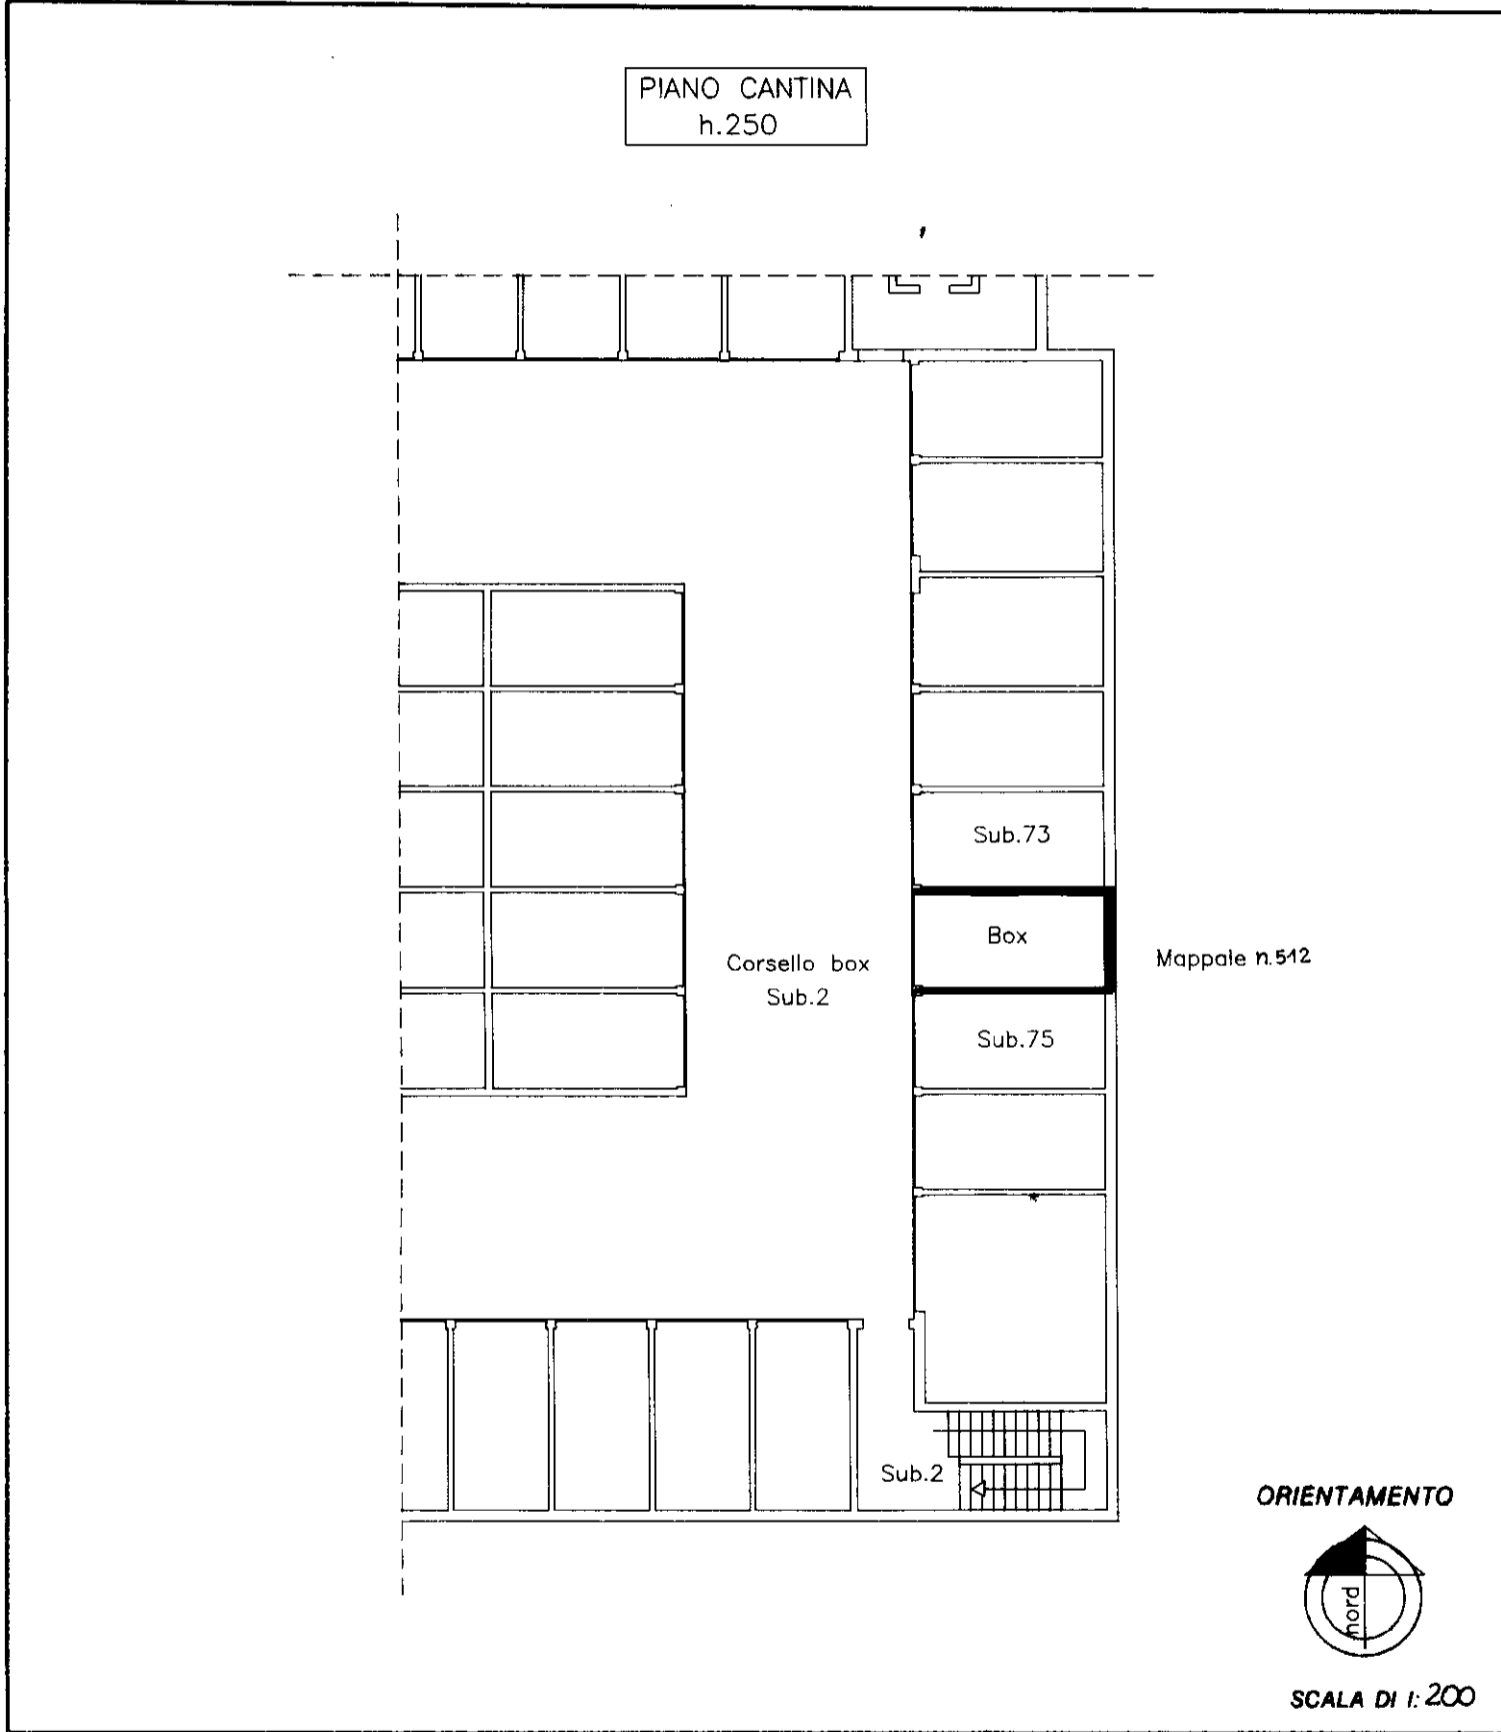 PIANO CANTINA
h.250
Sub.73
Box
Corsello box
Sub.2
Mappale n.512
Sub.75
Sub.2
ORIENTAMENTO
nord
SCALA DI 1:200